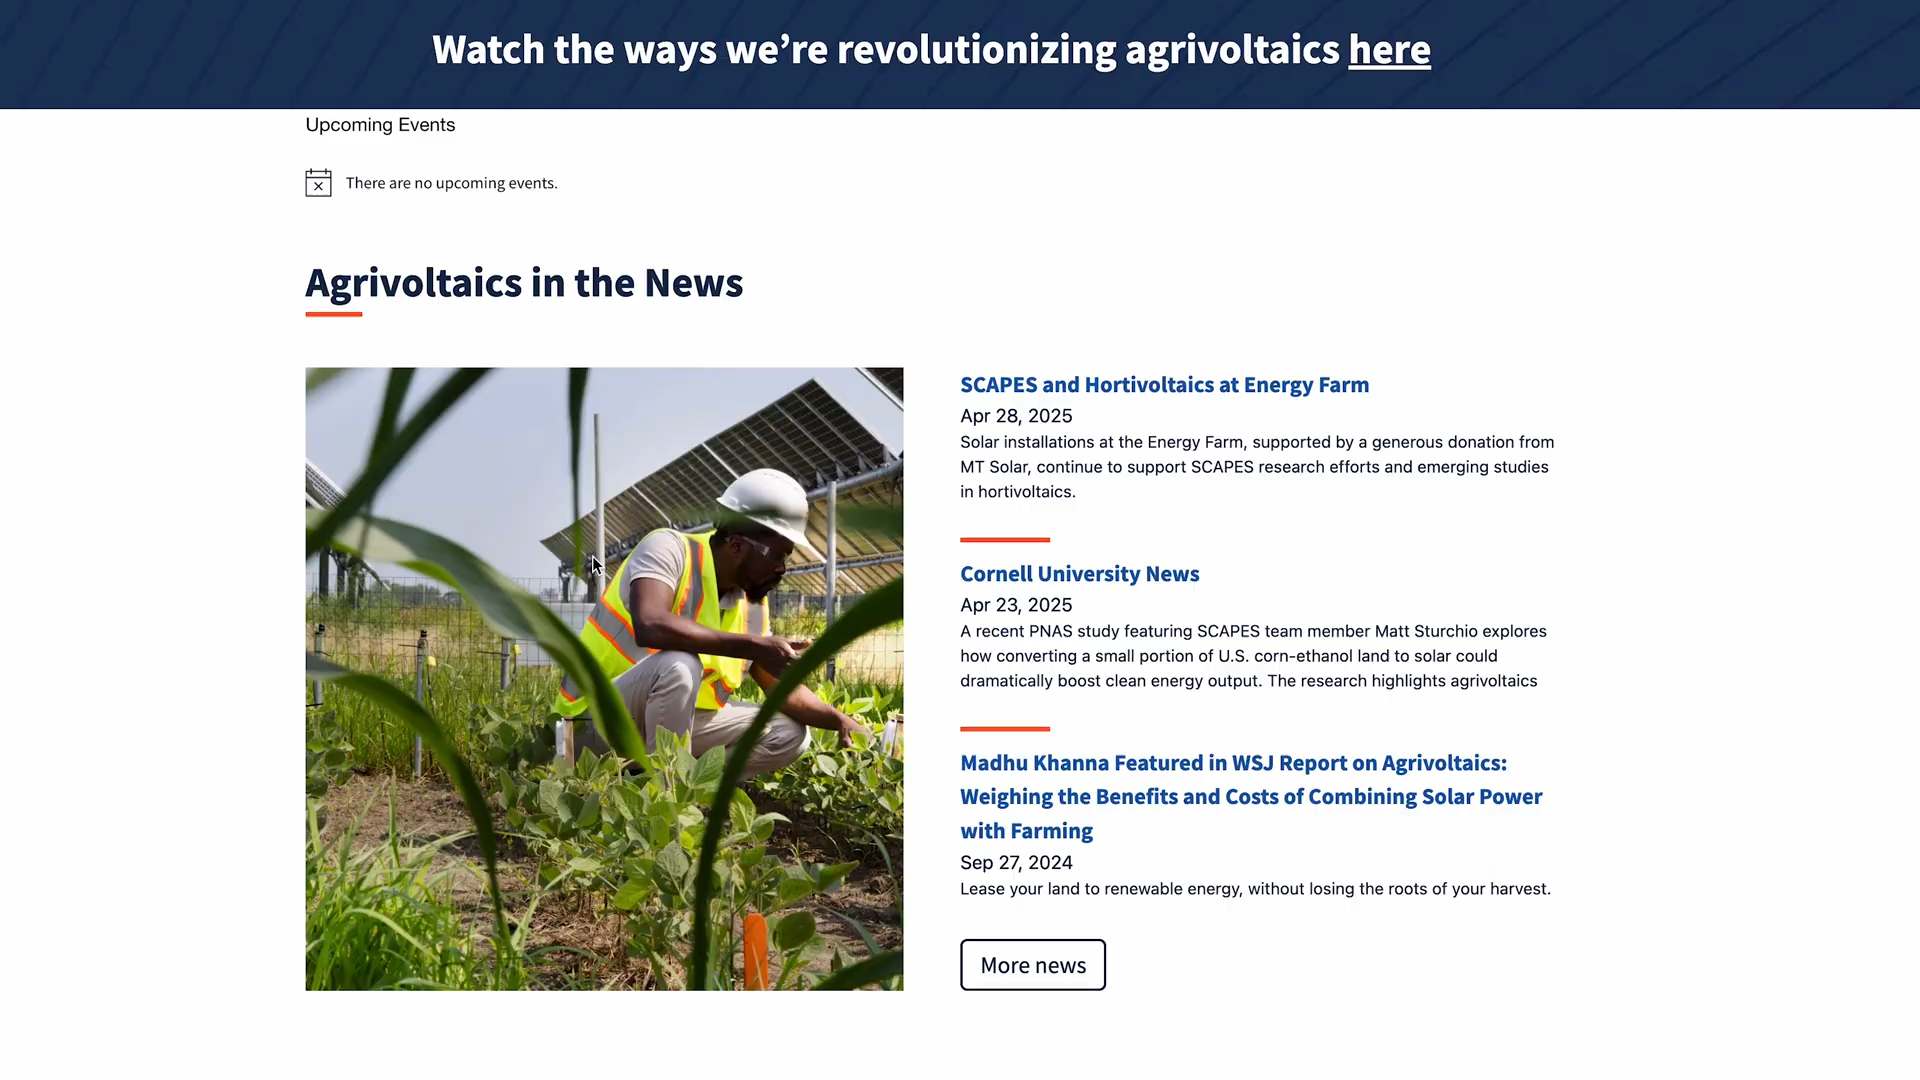 Watch the ways we’re revolutionizing agrivoltaics here
Upcoming Events
There are no upcoming events.
Agrivoltaics in the News
SCAPES and Hortivoltaics at Energy Farm
Apr 28, 2025
Solar installations at the Energy Farm, supported by a generous donation from
MT Solar, continue to support SCAPES research efforts and emerging studies
in hortivoltaics.
Cornell University News
Apr 23, 2025
A recent PNAS study featuring SCAPES team member Matt Sturchio explores
how converting a small portion of U.S. corn-ethanol land to solar could
dramatically boost clean energy output. The research highlights agrivoltaics
Madhu Khanna Featured in WSJ Report on Agrivoltaics:
Weighing the Benefits and Costs of Combining Solar Power
with Farming
Sep 27, 2024
Lease your land to renewable energy, without losing the roots of your harvest.
More news